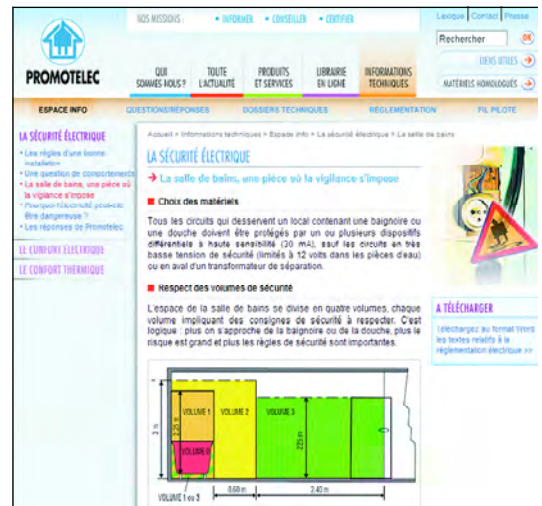 NOS MISSIONS : • INFORMER • CONSEILLER • CERTIFIER
Lexique | Contact | Presse
Rechercher OK
LIENS UTILES
MATÉRIELS HOMOLOGUÉS
PROMOTELEC
QUI SOMMES-NOUS ?
TOUTE L'ACTUALITÉ
PRODUITS ET SERVICES
LIBRAIRIE EN LIGNE
INFORMATIONS TECHNIQUES
ESPACE INFO
QUESTIONS/RÉPONSES
DOSSIERS TECHNIQUES
RÉGLEMENTATION
FIL PILOTE
LA SÉCURITÉ ÉLECTRIQUE
• Les règles d'une bonne
installation
• Une question de comportements
• La salle de bains, une pièce où
la vigilance s'impose
• Pourquoi l'électricité peut-elle
être dangereuse ?
• Les réponses de Promotelec
LE CONFORT ÉLECTRIQUE
LE CONFORT THERMIQUE
Accueil > Informations techniques > Espace info > La sécurité électrique > La salle de bains
LA SÉCURITÉ ÉLECTRIQUE
La salle de bains, une pièce où la vigilance s'impose
Choix des matériels
Tous les circuits qui desservent un local contenant une baignoire ou
une douche doivent être protégés par un ou plusieurs dispositifs
différentiels à haute sensibilité (30 mA), sauf les circuits en très
basse tension de sécurité (limités à 12 volts dans les pièces d'eau)
ou en aval d'un transformateur de séparation.
Respect des volumes de sécurité
L'espace de la salle de bains se divise en quatre volumes, chaque
volume impliquant des consignes de sécurité à respecter. C'est
logique : plus on s'approche de la baignoire ou de la douche, plus le
risque est grand et plus les règles de sécurité sont importantes.
A TÉLÉCHARGER
Téléchargez au format Word
les textes relatifs à la
réglementation électrique >>
VOLUME 1
VOLUME 2
VOLUME 3
VOLUME 0
3 m
2.25 m
2.25 m
VOLUME 1 ou 3
0.60 m
2.40 m